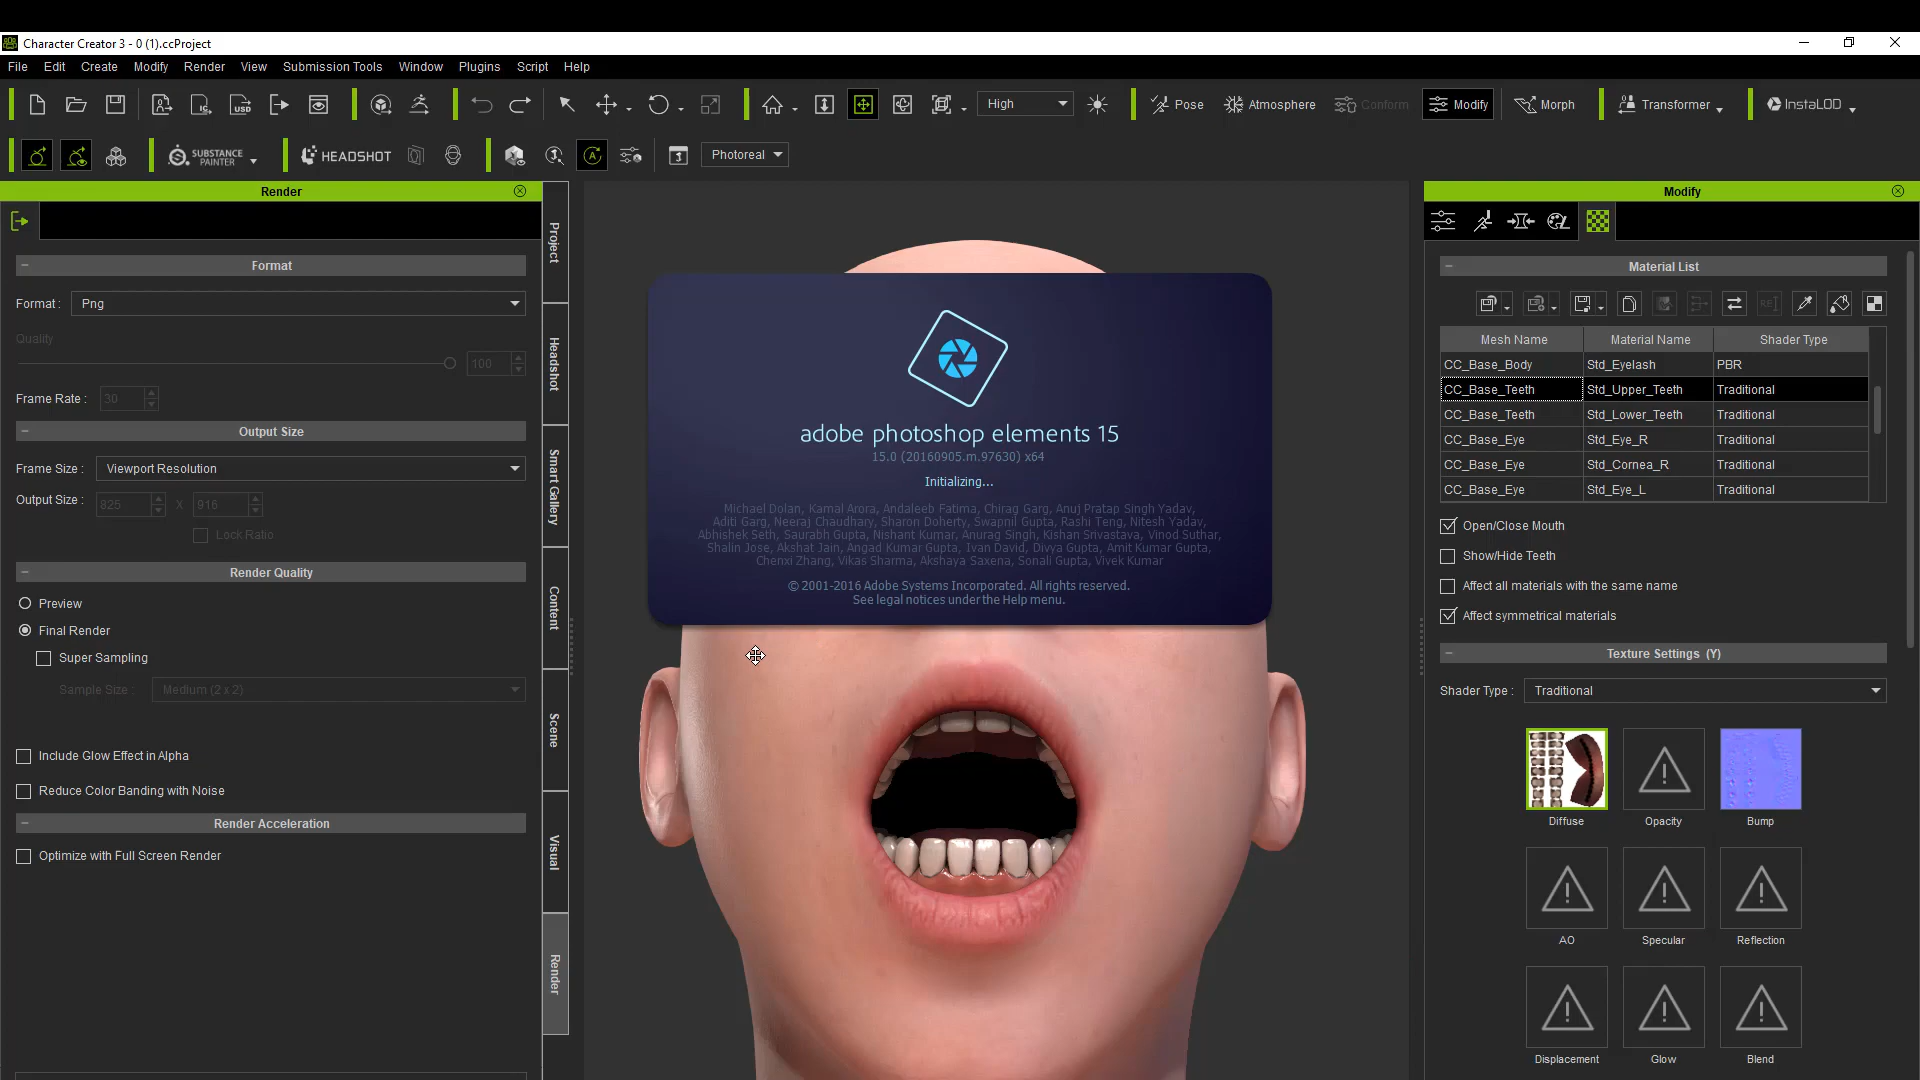 Character Creator 3 - 0 (1).ccProject
File Edit Create Modify Render View Submission Tools Window Plugins Script Help
High Pose Atmosphere Conform Modify Morph Transformer InstaLOD
SUBSTANCE PAINTER HEADSHOT Photoreal
Render
Format
Format : Png
Quality
100
Frame Rate : 30
Output Size
Frame Size : Viewport Resolution
Output Size : 825 X 916
Lock Ratio
Render Quality
Preview
Final Render
Super Sampling
Sample Size : Medium (2 x 2)
Include Glow Effect in Alpha
Reduce Color Banding with Noise
Render Acceleration
Optimize with Full Screen Render
Project
Headshot
Smart Gallery
Content
Scene
Visual
Render
adobe photoshop elements 15
15.0 (20160905.m.97630) x64
Initializing...
Michael Dolan, Kamal Arora, Andaleeb Fatima, Chirag Garg, Anuj Pratap Singh Yadav,
Aditi Garg, Neeraj Chaudhary, Sharon Doherty, Swapnil Gupta, Rashi Teng, Nitesh Yadav,
Abhishek Seth, Saurabh Gupta, Nishant Kumar, Anurag Singh, Kishan Srivastava, Vinod Suthar,
Shalin Jose, Akshat Jain, Angad Kumar Gupta, Ivan David, Divya Gupta, Amit Kumar Gupta,
Chenxi Zhang, Vikas Sharma, Akshaya Saxena, Sonali Gupta, Vivek Kumar
© 2001-2016 Adobe Systems Incorporated. All rights reserved.
See legal notices under the Help menu.
Modify
Material List
Mesh Name Material Name Shader Type
CC_Base_Body Std_Eyelash PBR
CC_Base_Teeth Std_Upper_Teeth Traditional
CC_Base_Teeth Std_Lower_Teeth Traditional
CC_Base_Eye Std_Eye_R Traditional
CC_Base_Eye Std_Cornea_R Traditional
CC_Base_Eye Std_Eye_L Traditional
Open/Close Mouth
Show/Hide Teeth
Affect all materials with the same name
Affect symmetrical materials
Texture Settings (Y)
Shader Type : Traditional
Diffuse Opacity Bump
AO Specular Reflection
Displacement Glow Blend